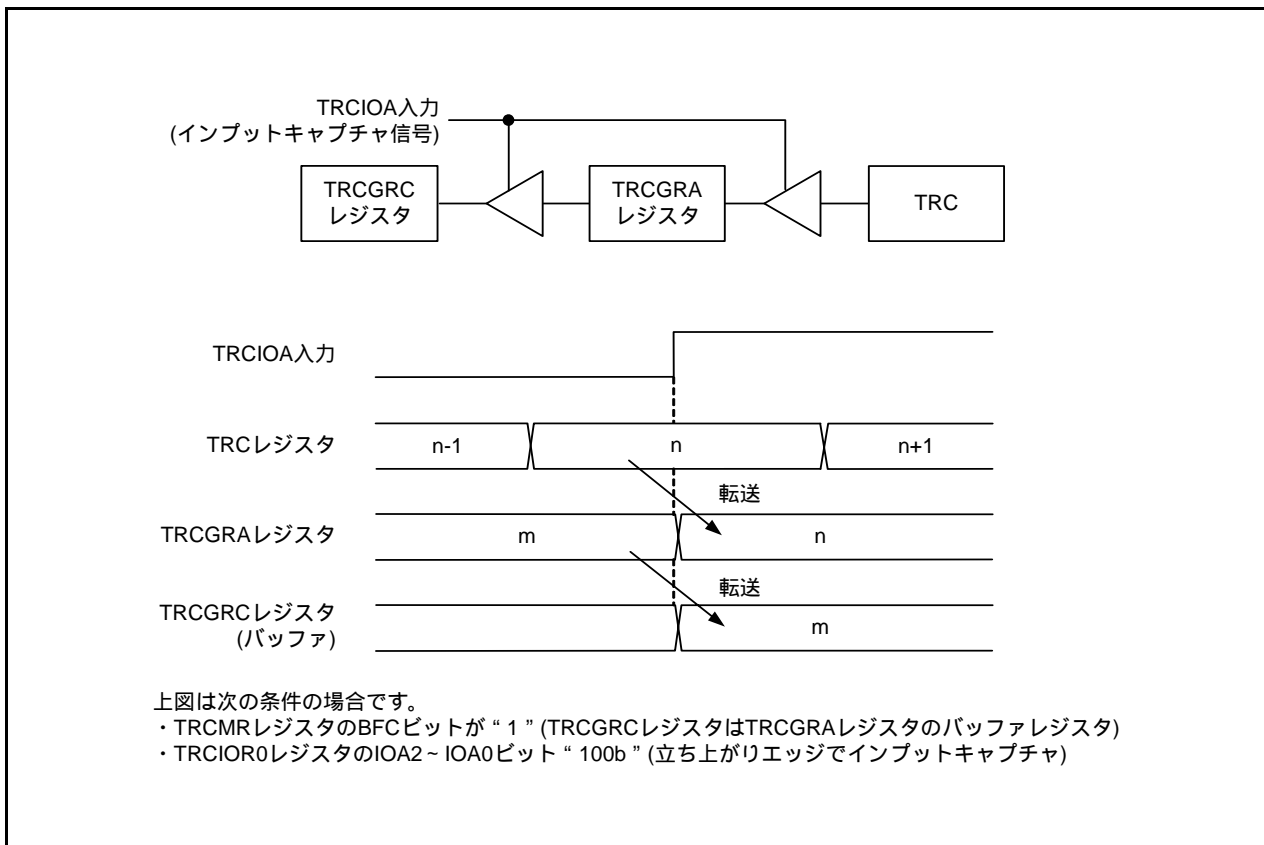 TRCIOA入力
(インプットキャプチャ信号)
TRCGRC
レジスタ
TRCGRA
レジスタ
TRC
TRCIOA入力
TRCレジスタ
n-1
n
n+1
転送
TRCGRAレジスタ
m
n
転送
TRCGRCレジスタ
(バッファ)
m
上図は次の条件の場合です。
・TRCMRレジスタのBFCビットが“1”(TRCGRCレジスタはTRCGRAレジスタのバッファレジスタ)
・TRCIOR0レジスタのIOA2~IOA0ビット“100b”(立ち上がりエッジでインプットキャプチャ)